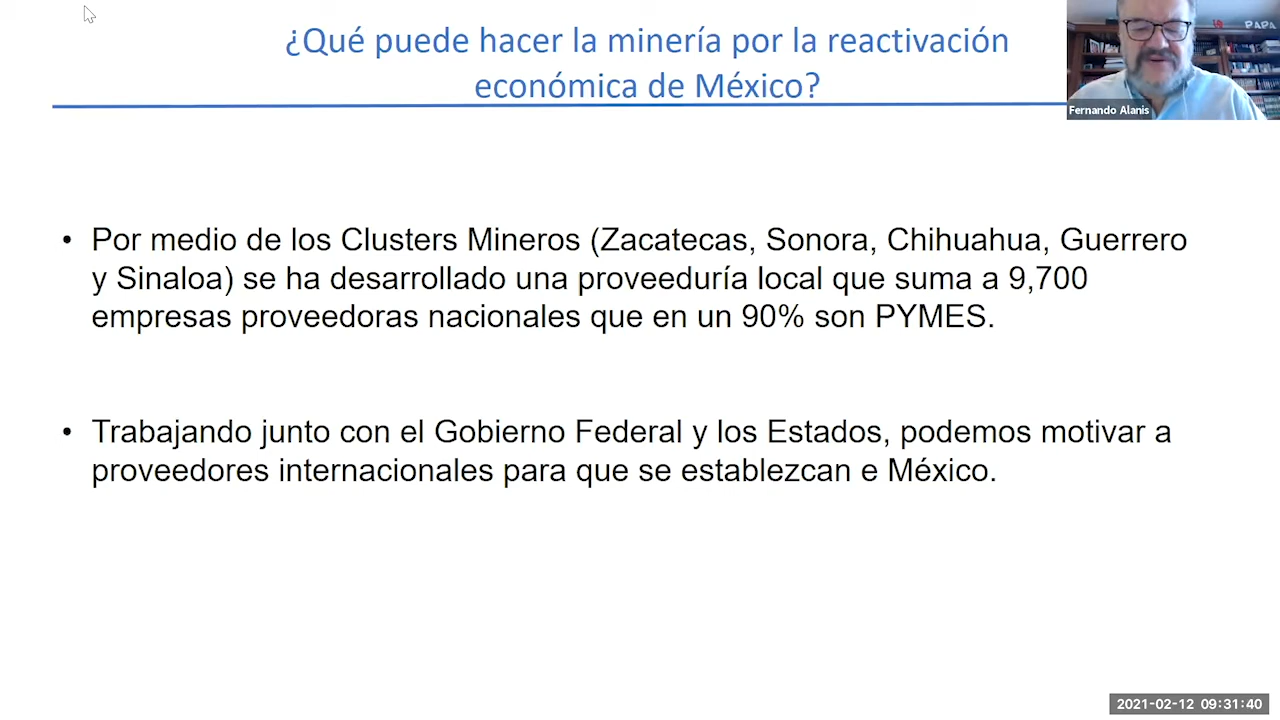 ¿Qué puede hacer la minería por la reactivación
económica de México?
PAPA
Fernando Alanis
• Por medio de los Clusters Mineros (Zacatecas, Sonora, Chihuahua, Guerrero
y Sinaloa) se ha desarrollado una proveeduría local que suma a 9,700
empresas proveedoras nacionales que en un 90% son PYMES.
• Trabajando junto con el Gobierno Federal y los Estados, podemos motivar a
proveedores internacionales para que se establezcan e México.
2021-02-12 09:31:40